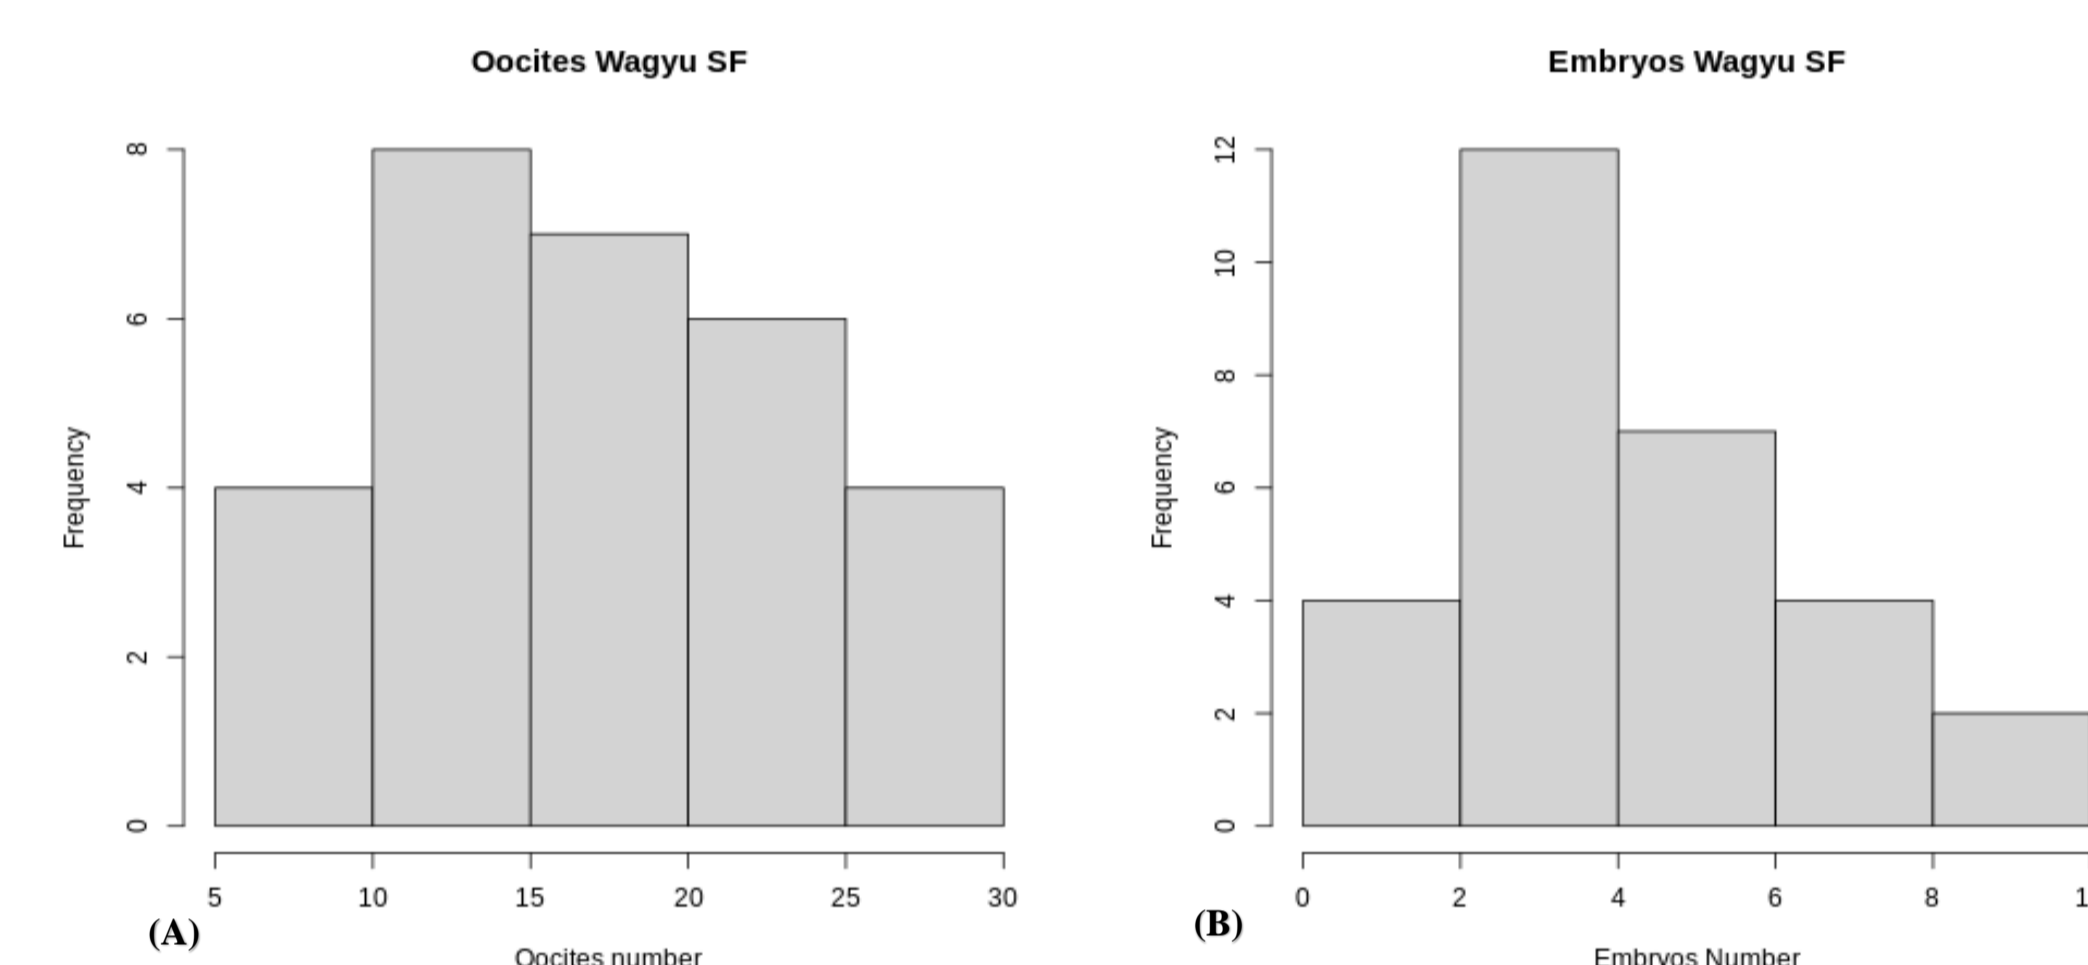 Oocites Wagyu SF
Frequency
8
6
4
2
0
5 10 15 20 25 30
(A)
Oocites number
Embryos Wagyu SF
Frequency
12
10
8
6
4
2
0
0 2 4 6 8
(B)
Embryos Number